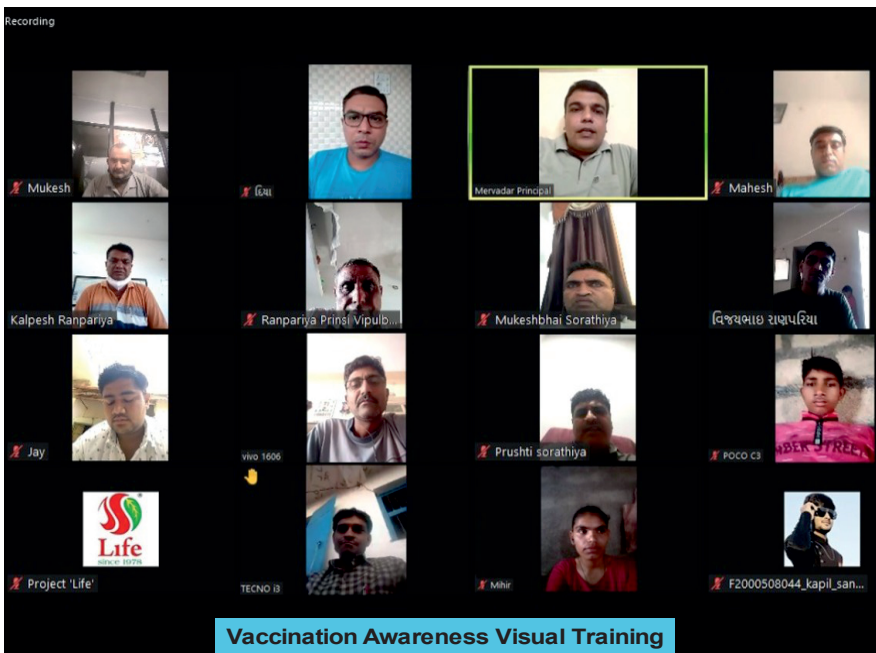 Recording
Mukesh
દિયા
Mervadar Principal
Mahesh
Kalpesh Ranpariya
Ranpariya Prinsi Vipulb...
Mukeshbhai Sorathiya
વિજયભાઇ રાણપરિયા
Jay
vivo 1606
Prushti sorathiya
POCO C3
Life
since 1978
Project 'Life'
TECNO i3
Mihir
F2000508044_kapil_san...
Vaccination Awareness Visual Training